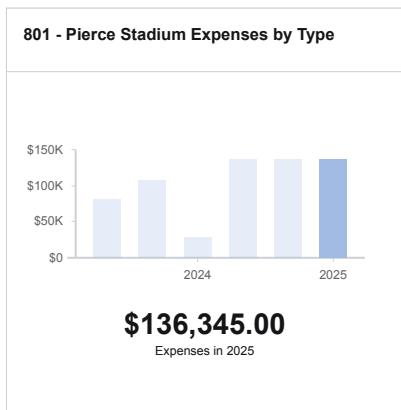 801 - Pierce Stadium Expenses by Type
$150K
$100K
$50K
$0
2024 2025
$136,345.00
Expenses in 2025